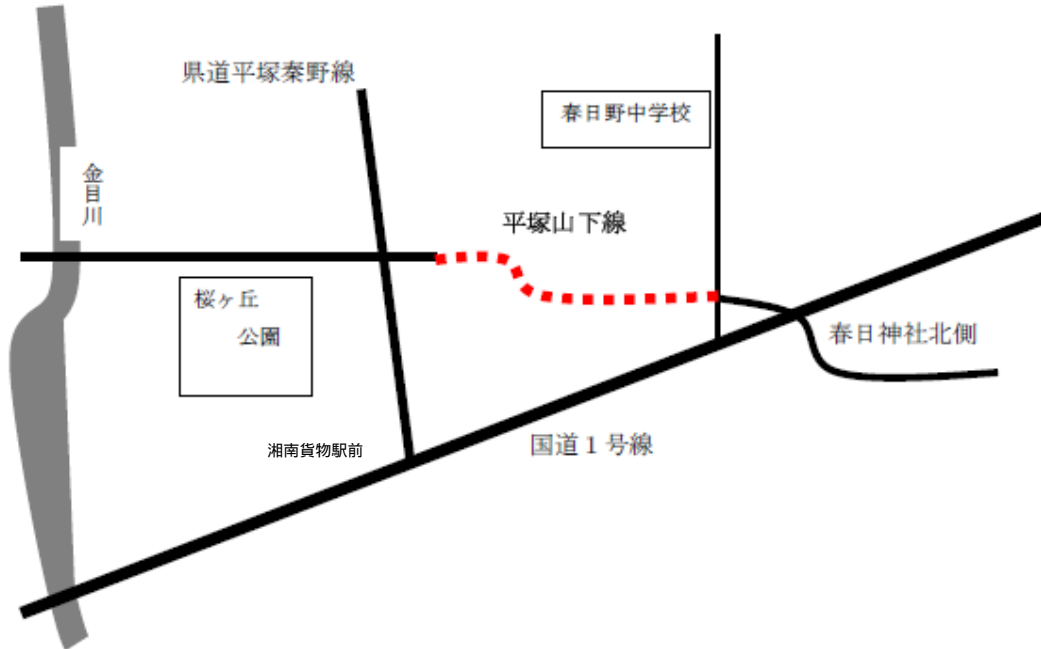 県道平塚秦野線
春日野中学校
金目川
平塚山下線
桜ヶ丘
公園
春日神社北側
湘南貨物駅前
国道1号線